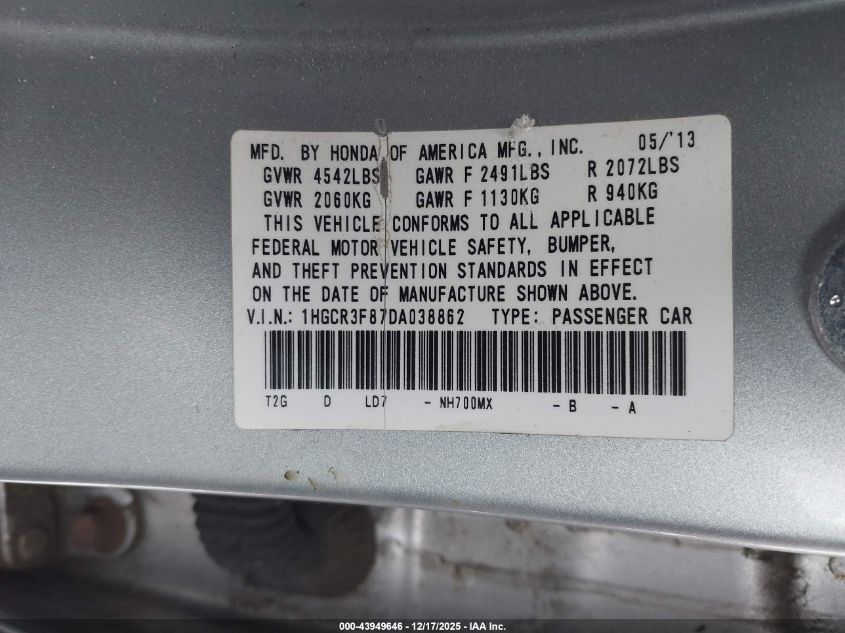 MFD. BY HONDA OF AMERICA MFG., INC. 05/'13
GVWR 4542LBS GAWR F 2491LBS R 2072LBS
GVWR 2060KG GAWR F 1130KG R 940KG
THIS VEHICLE CONFORMS TO ALL APPLICABLE
FEDERAL MOTOR VEHICLE SAFETY, BUMPER,
AND THEFT PREVENTION STANDARDS IN EFFECT
ON THE DATE OF MANUFACTURE SHOWN ABOVE.
V.I.N.: 1HGCR3F87DA038862 TYPE: PASSENGER CAR
T2G D LD7 - NH700MX - B - A
000-43949646 - 12/17/2025 - IAA Inc.